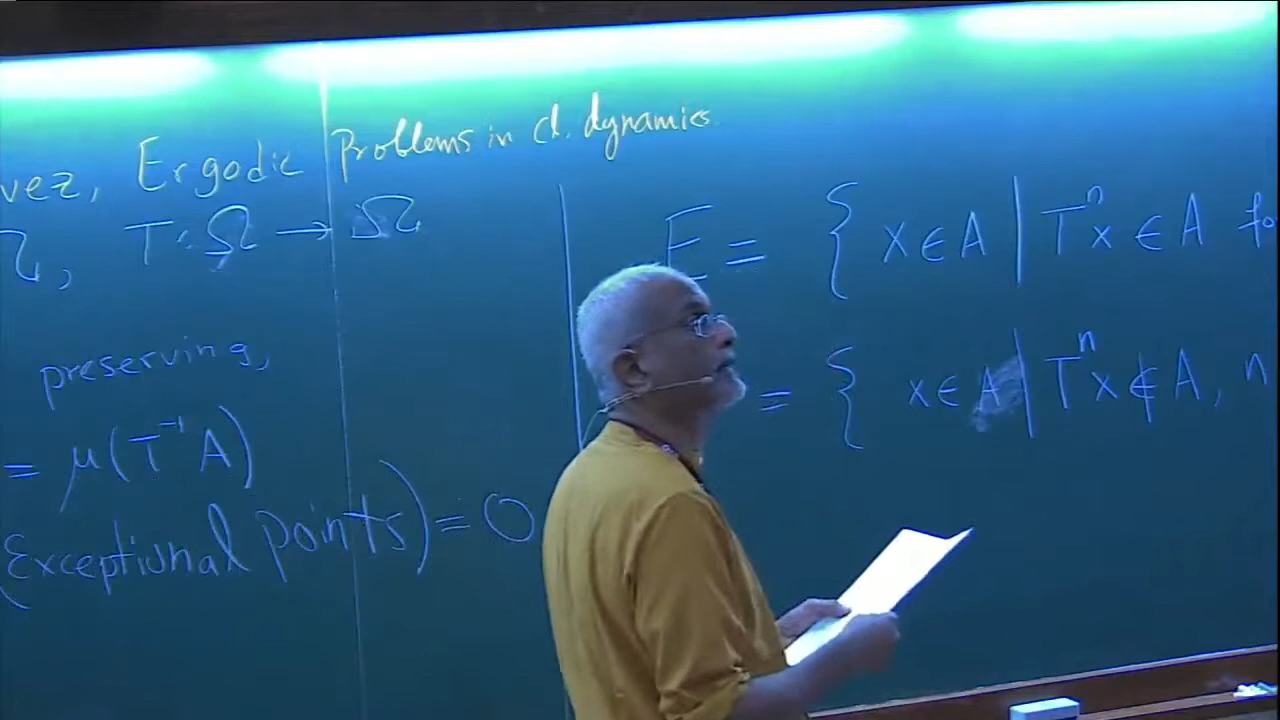 vez, Ergodic Problems in cl. dynamics
Ω, T: Ω → Ω
preserving,
= μ(T⁻¹A)
(Exceptional points) = 0
E = { x ∈ A | Tⁿx ∈ A fo
= { x ∈ A | Tⁿx ∉ A, n